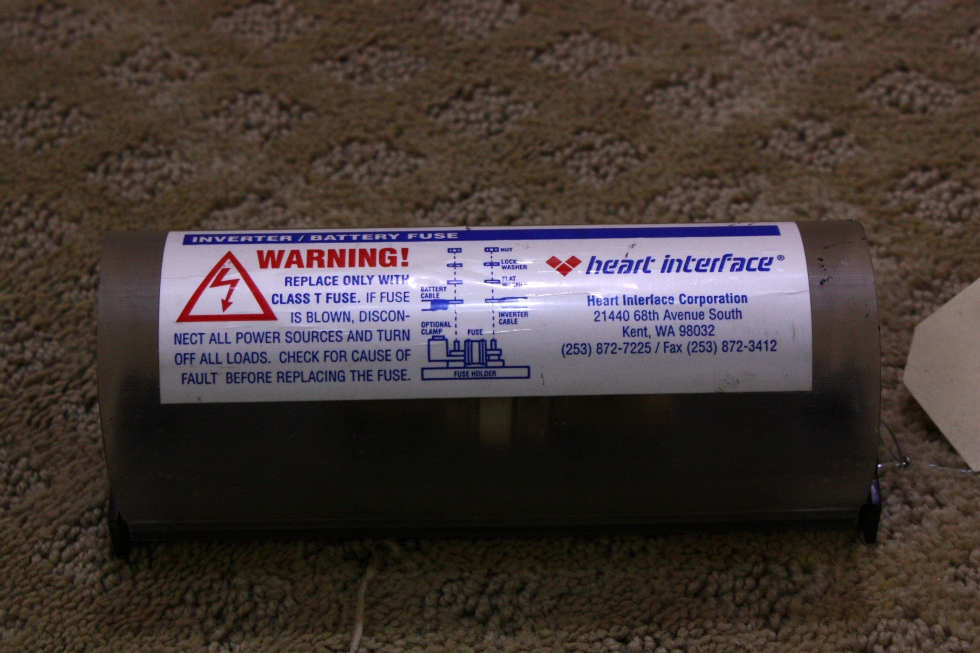 INVERTER / BATTERY FUSE
WARNING!
REPLACE ONLY WITH
CLASS T FUSE. IF FUSE
IS BLOWN, DISCON-
NECT ALL POWER SOURCES AND TURN
OFF ALL LOADS. CHECK FOR CAUSE OF
FAULT BEFORE REPLACING THE FUSE.
NUT
LOCK
WASHER
FLAT
WASHER
BATTERY
CABLE
INVERTER
CABLE
OPTIONAL
CLAMP
FUSE
FUSE HOLDER
heart interface®
Heart Interface Corporation
21440 68th Avenue South
Kent, WA 98032
(253) 872-7225 / Fax (253) 872-3412